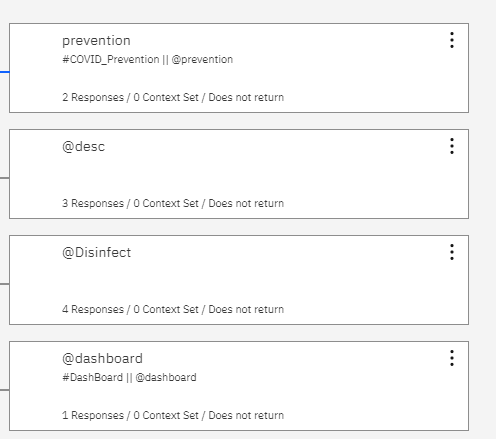 prevention
#COVID_Prevention || @prevention
2 Responses / 0 Context Set / Does not return
@desc
3 Responses / 0 Context Set / Does not return
@Disinfect
4 Responses / 0 Context Set / Does not return
@dashboard
#DashBoard || @dashboard
1 Responses / 0 Context Set / Does not return